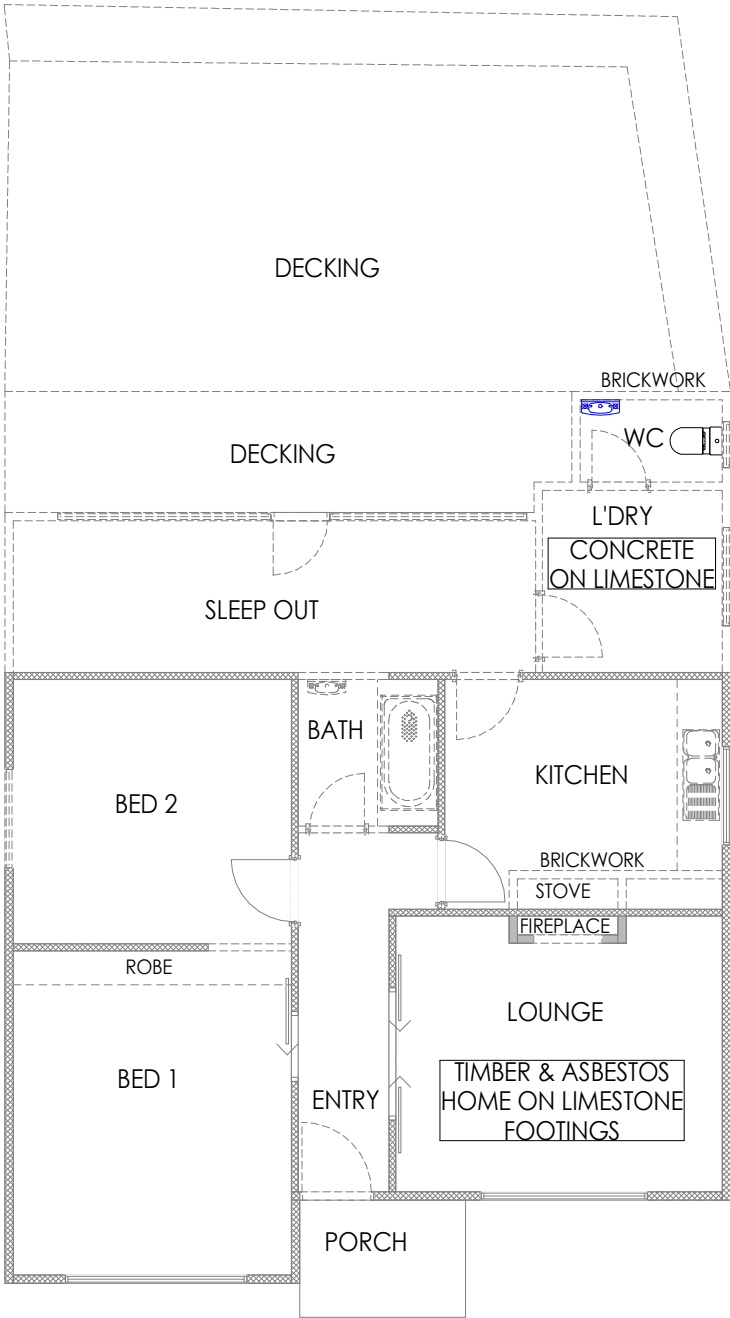 DECKING
BRICKWORK
DECKING
WC
L'DRY
CONCRETE
ON LIMESTONE
SLEEP OUT
BATH
KITCHEN
BED 2
BRICKWORK
STOVE
FIREPLACE
ROBE
LOUNGE
BED 1
TIMBER & ASBESTOS
HOME ON LIMESTONE
FOOTINGS
ENTRY
PORCH